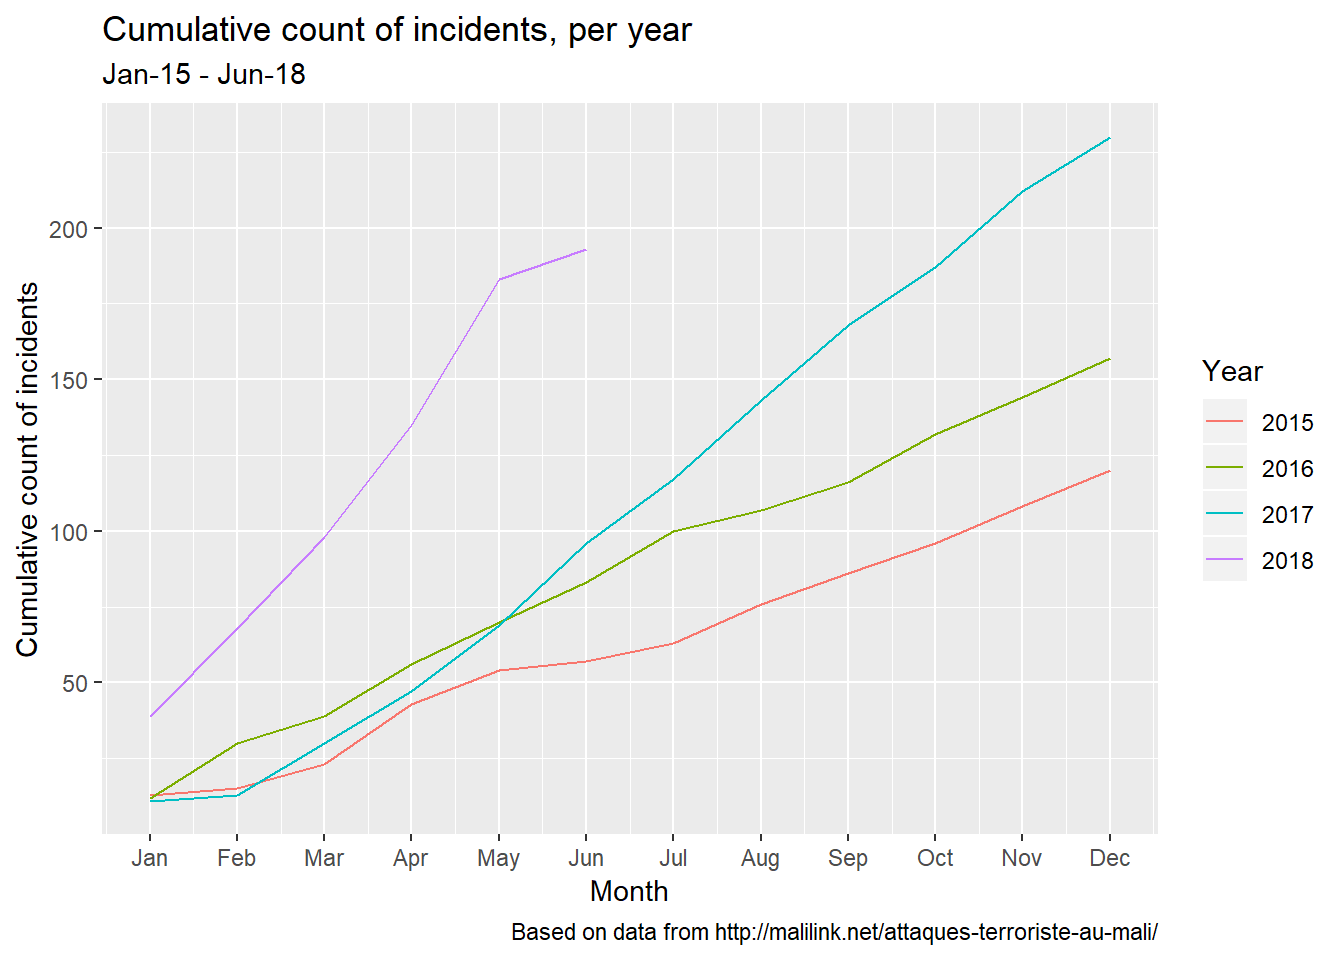 Cumulative count of incidents, per year
Jan-15 - Jun-18
Cumulative count of incidents
200
150
100
50
Jan Feb Mar Apr May Jun Jul Aug Sep Oct Nov Dec
Month
Year
2015
2016
2017
2018
Based on data from http://malilink.net/attaques-terroriste-au-mali/